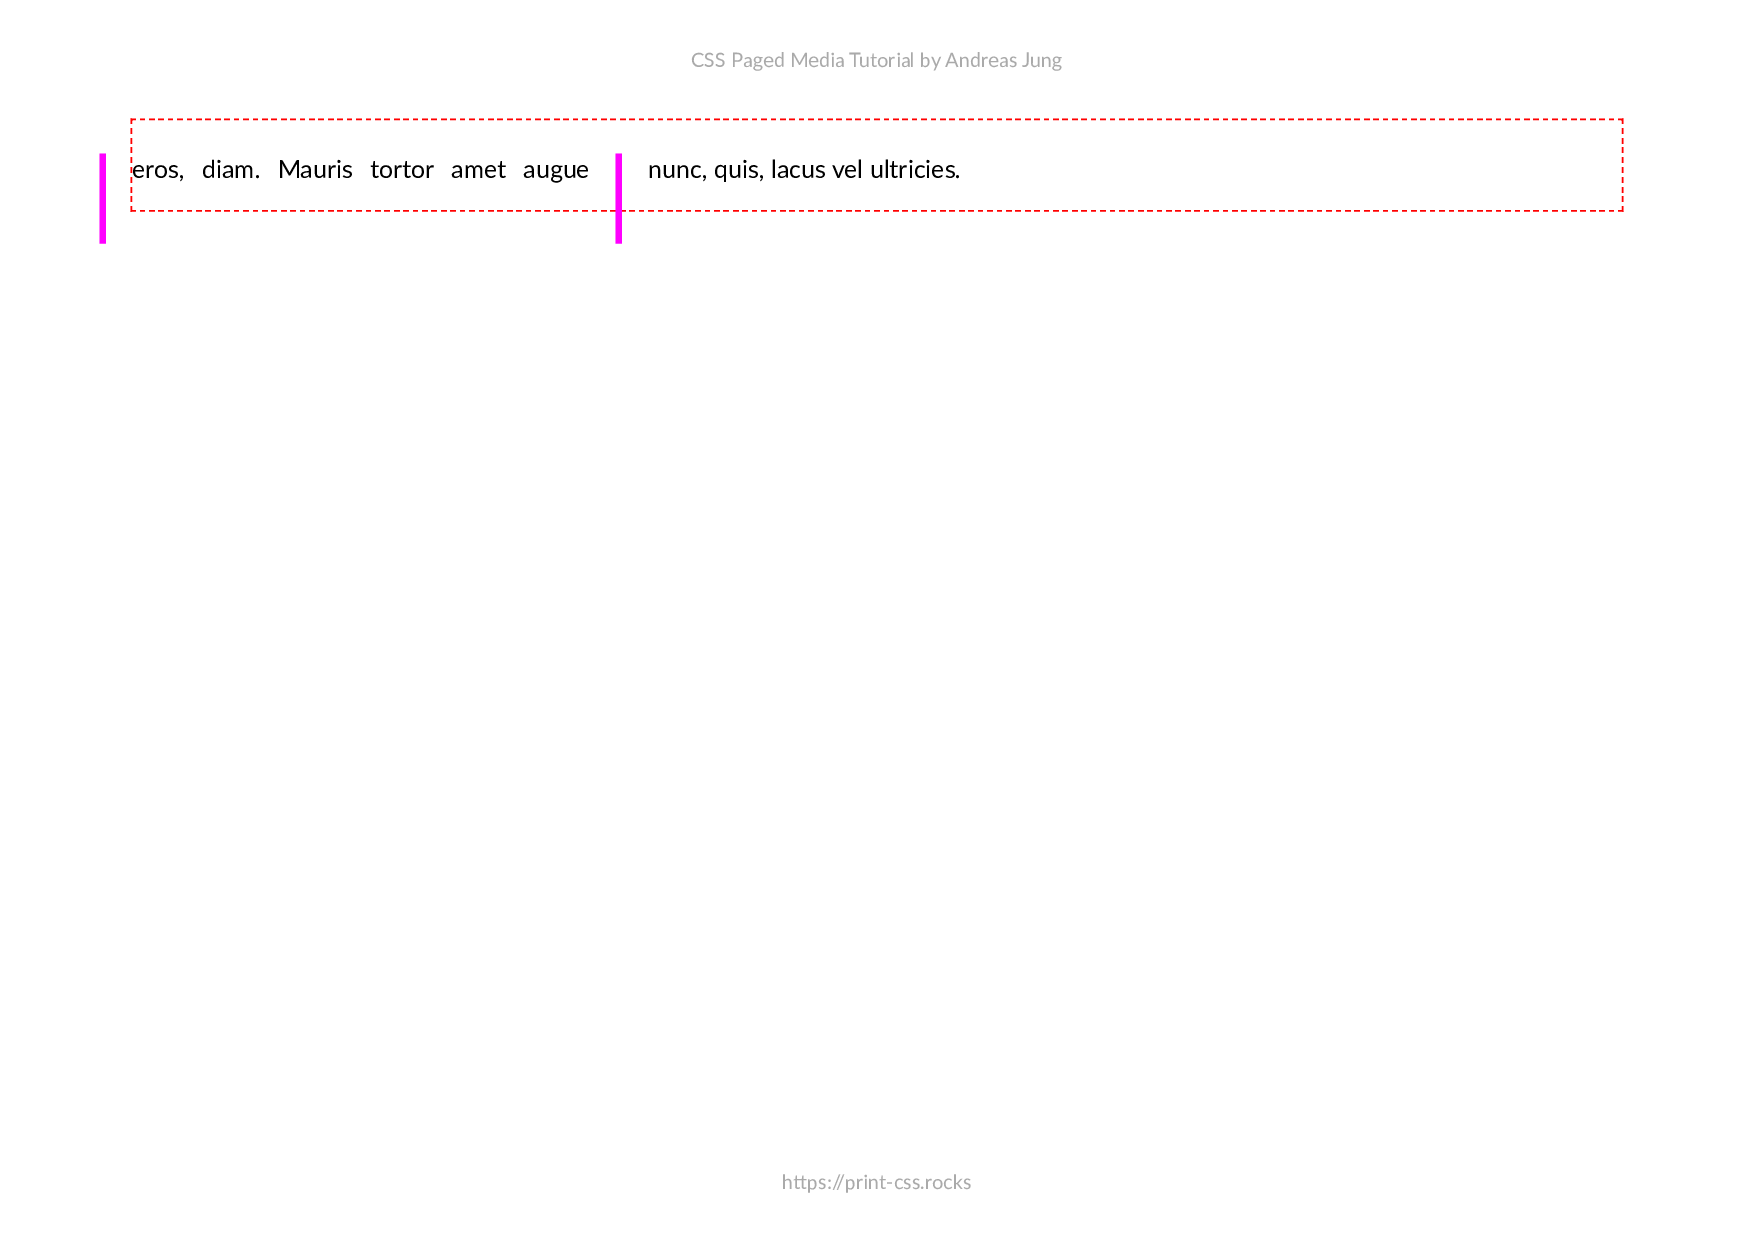 CSS Paged Media Tutorial by Andreas Jung
eros, diam. Mauris tortor amet augue
nunc, quis, lacus vel ultricies.
https://print-css.rocks